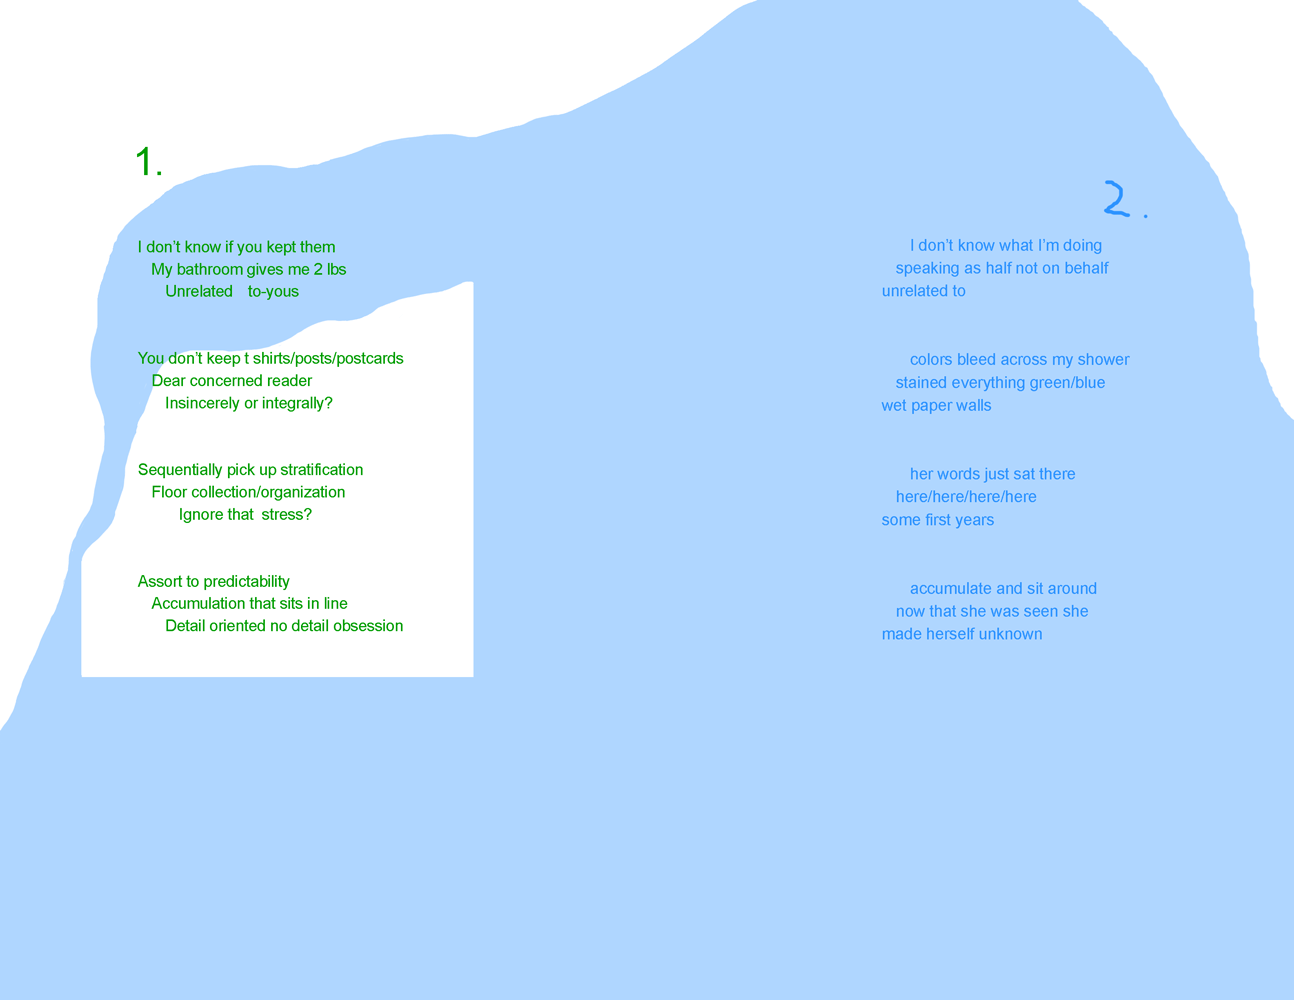 1.
I don't know if you kept them
My bathroom gives me 2 lbs
Unrelated to-yous
You don't keep t shirts/posts/postcards
Dear concerned reader
Insincerely or integrally?
Sequentially pick up stratification
Floor collection/organization
Ignore that stress?
Assort to predictability
Accumulation that sits in line
Detail oriented no detail obsession
2.
I don't know what I'm doing
speaking as half not on behalf
unrelated to
colors bleed across my shower
stained everything green/blue
wet paper walls
her words just sat there
here/here/here/here
some first years
accumulate and sit around
now that she was seen she
made herself unknown